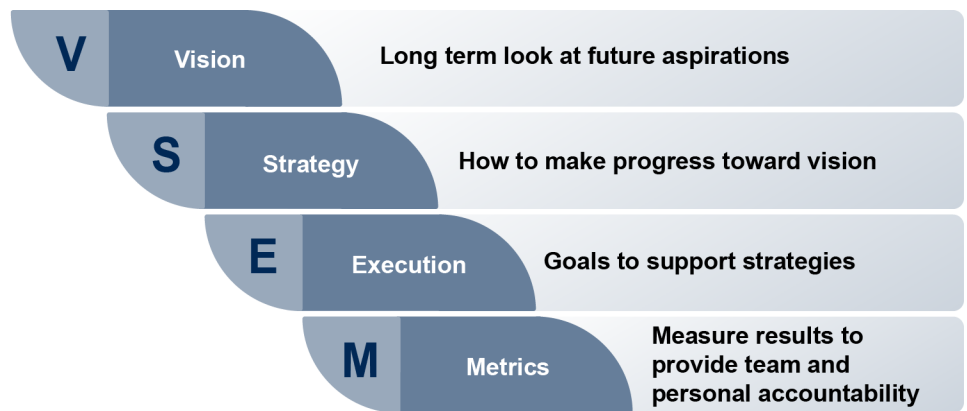 V
Vision
Long term look at future aspirations
S
Strategy
How to make progress toward vision
E
Execution
Goals to support strategies
M
Metrics
Measure results to
provide team and
personal accountability